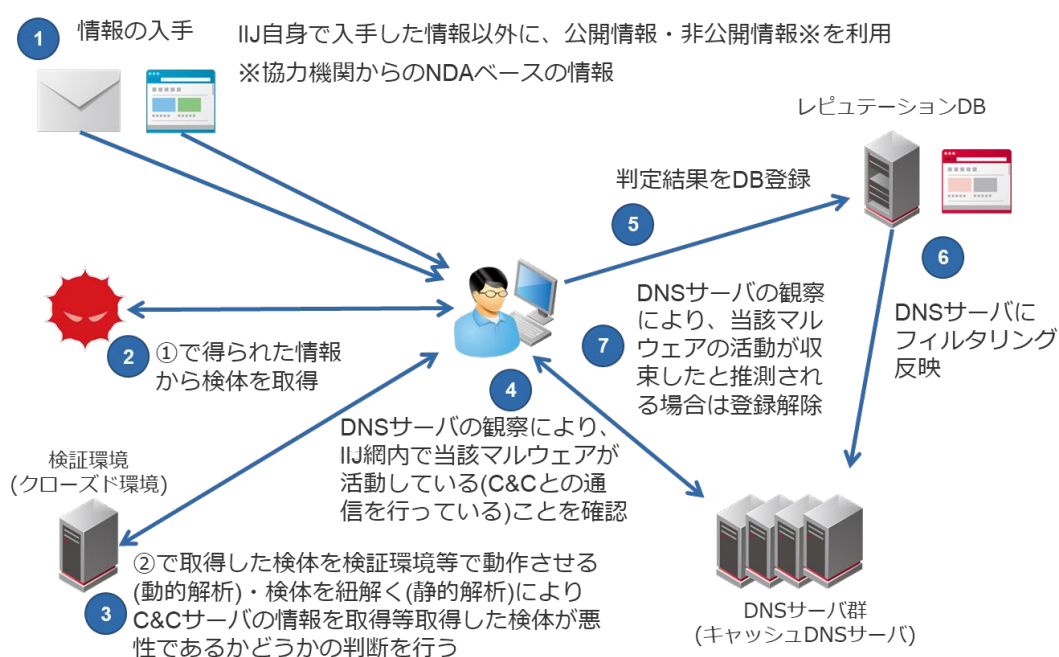 1
情報の入手
IIJ自身で入手した情報以外に、公開情報・非公開情報※を利用
※協力機関からのNDAベースの情報
レピュテーションDB
判定結果をDB登録
5
6
DNSサーバに
フィルタリング
反映
2
①で得られた情報
から検体を取得
7
DNSサーバの観察
により、当該マル
ウェアの活動が収
束したと推測され
る場合は登録解除
4
DNSサーバの観察により、
IIJ網内で当該マルウェアが
活動している(C&Cとの通
信を行っている)ことを確認
検証環境
(クローズド環境)
3
②で取得した検体を検証環境等で動作させる
(動的解析)・検体を紐解く(静的解析)により
C&Cサーバの情報を取得等取得した検体が悪
性であるかどうかの判断を行う
DNSサーバ群
(キャッシュDNSサーバ)